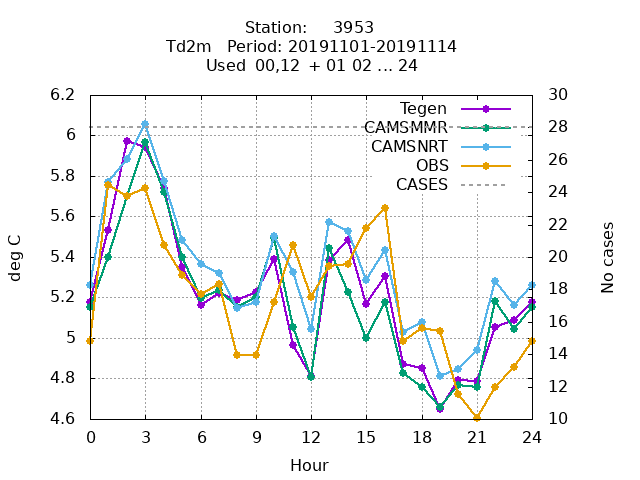 Station: 3953
Td2m Period: 20191101-20191114
Used 00,12 + 01 02 ... 24
6.2
6
5.8
5.6
5.4
5.2
5
4.8
4.6
deg C
30
28
26
24
22
20
18
16
14
12
10
No cases
Tegen
CAMSMMR
CAMSNRT
OBS
CASES
0 3 6 9 12 15 18 21 24
Hour